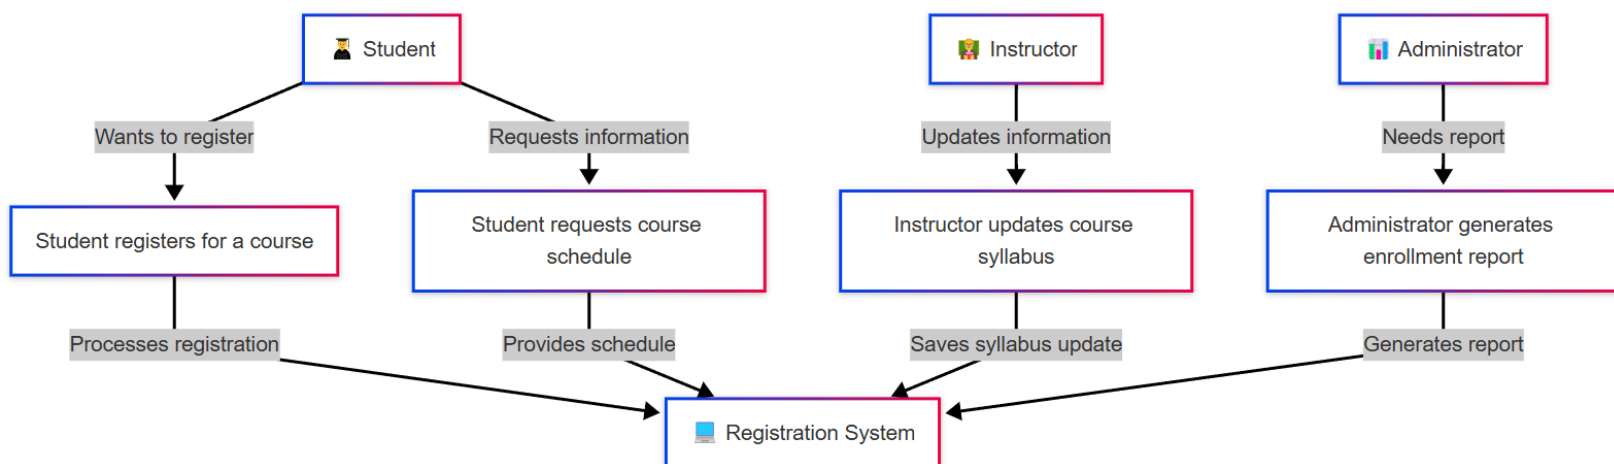 Student
Instructor
Administrator
Wants to register
Requests information
Updates information
Needs report
Student registers for a course
Student requests course
schedule
Instructor updates course
syllabus
Administrator generates
enrollment report
Processes registration
Provides schedule
Saves syllabus update
Generates report
Registration System